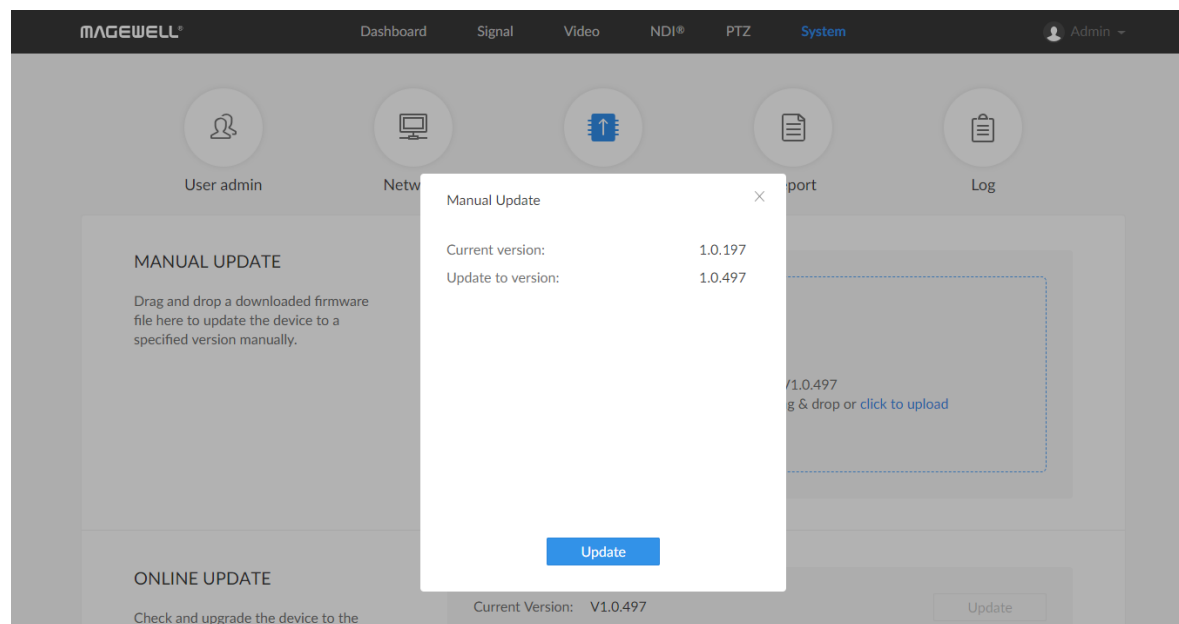 MAGEWELL®
Dashboard Signal Video NDI® PTZ System Admin
User admin Log
Manual Update
Current version: 1.0.197
Update to version: 1.0.497
MANUAL UPDATE
Drag and drop a downloaded firmware
file here to update the device to a
specified version manually.
V1.0.497
& drop or click to upload
Update
ONLINE UPDATE
Current Version: V1.0.497 Update
Check and upgrade the device to the